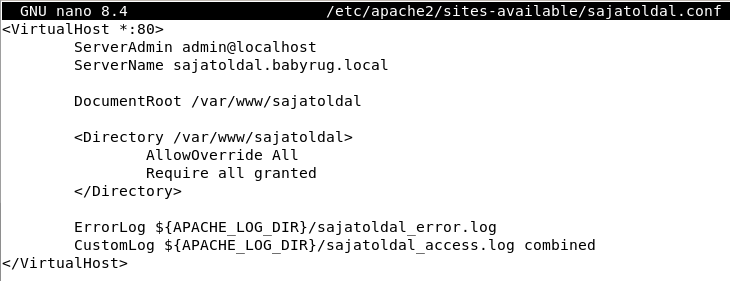 GNU nano 8.4 /etc/apache2/sites-available/sajatoldal.conf
<VirtualHost *:80>
        ServerAdmin admin@localhost
        ServerName sajatoldal.babyrug.local

        DocumentRoot /var/www/sajatoldal

        <Directory /var/www/sajatoldal>
                AllowOverride All
                Require all granted
        </Directory>

        ErrorLog ${APACHE_LOG_DIR}/sajatoldal_error.log
        CustomLog ${APACHE_LOG_DIR}/sajatoldal_access.log combined
</VirtualHost>